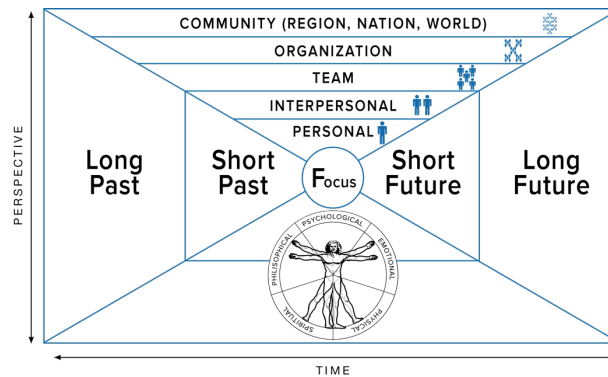 COMMUNITY (REGION, NATION, WORLD)
ORGANIZATION
TEAM
INTERPERSONAL
PERSONAL
PERSPECTIVE
Long
Past
Short
Past
Focus
Short
Future
Long
Future
PHILISOPHICAL
PSYCHOLOGICAL
EMOTIONAL
SPIRITUAL
PHYSICAL
TIME